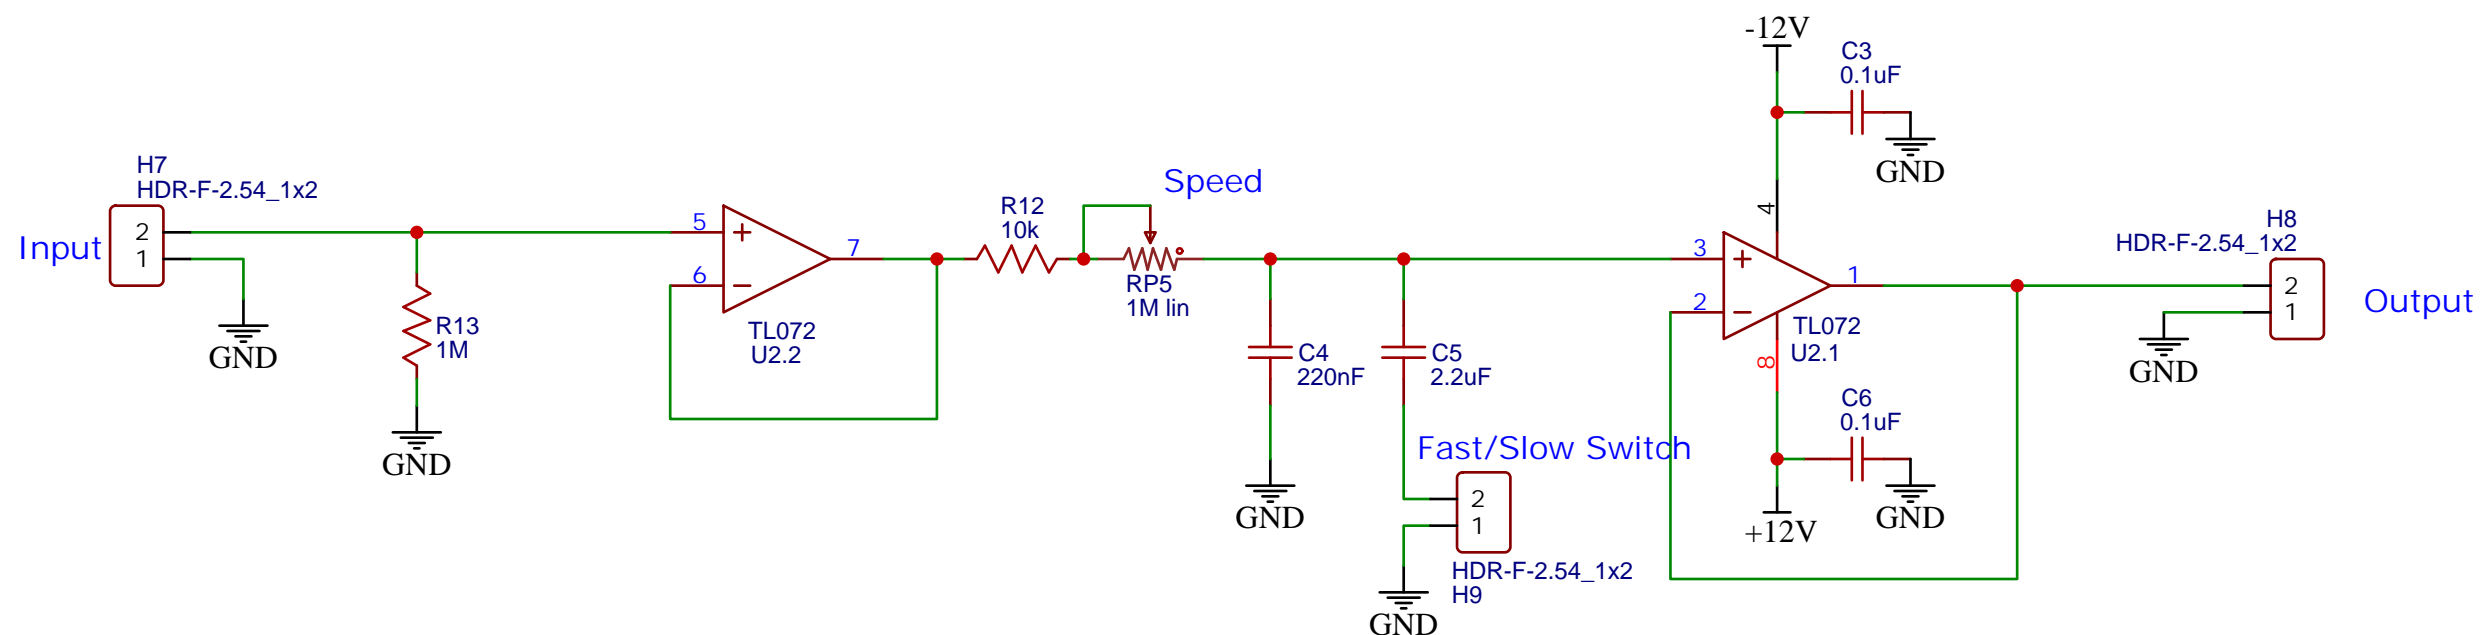 -12V
C3
0.1uF
GND
4
H7
HDR-F-2.54_1x2
Input
2
1
GND
R13
1M
GND
5
6
7
TL072
U2.2
R12
10k
Speed
RP5
1M lin
C4
220nF
GND
C5
2.2uF
Fast/Slow Switch
2
1
HDR-F-2.54_1x2
H9
GND
3
2
1
TL072
U2.1
8
C6
0.1uF
GND
+12V
H8
HDR-F-2.54_1x2
2
1
Output
GND